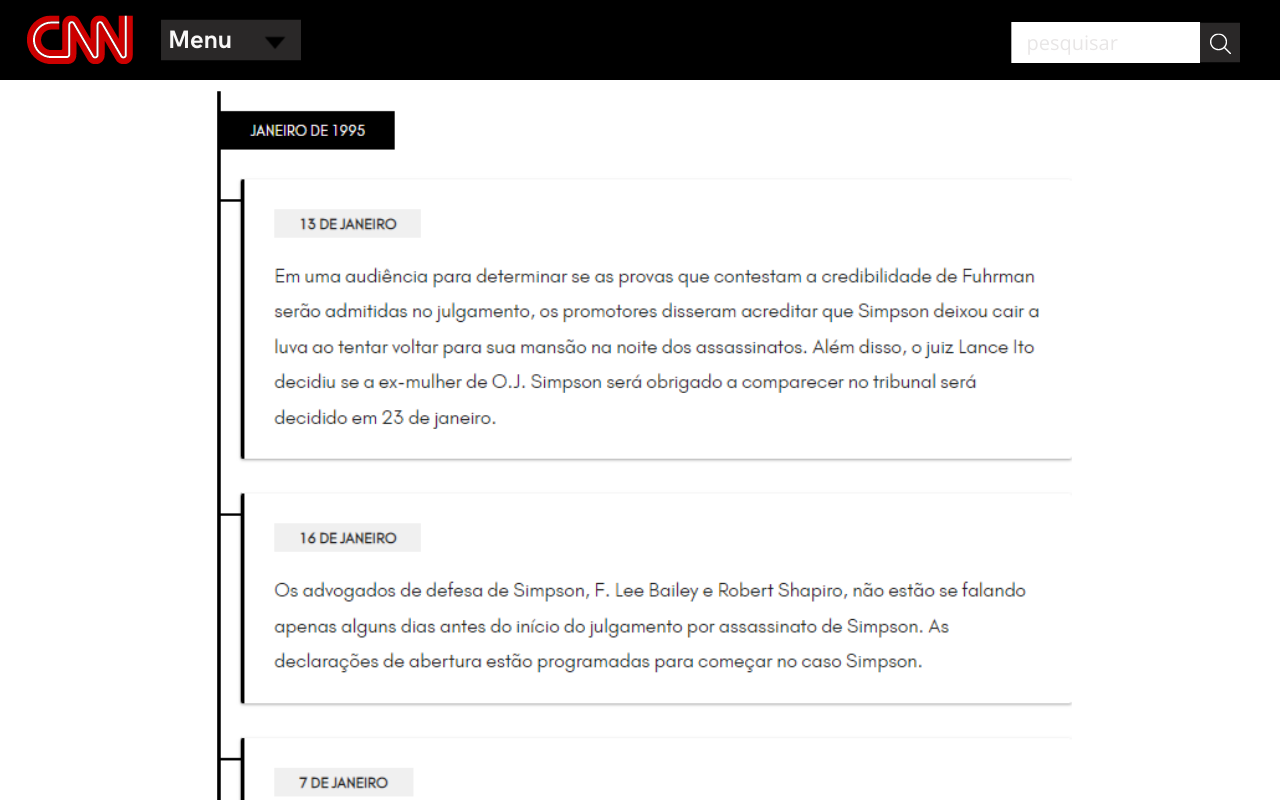 CNN
Menu
pesquisar
JANEIRO DE 1995
13 DE JANEIRO
Em uma audiência para determinar se as provas que contestam a credibilidade de Fuhrman
serão admitidas no julgamento, os promotores disseram acreditar que Simpson deixou cair a
luva ao tentar voltar para sua mansão na noite dos assassinatos. Além disso, o juiz Lance Ito
decidiu se a ex-mulher de O.J. Simpson será obrigado a comparecer no tribunal será
decidido em 23 de janeiro.
16 DE JANEIRO
Os advogados de defesa de Simpson, F. Lee Bailey e Robert Shapiro, não estão se falando
apenas alguns dias antes do início do julgamento por assassinato de Simpson. As
declarações de abertura estão programadas para começar no caso Simpson.
7 DE JANEIRO